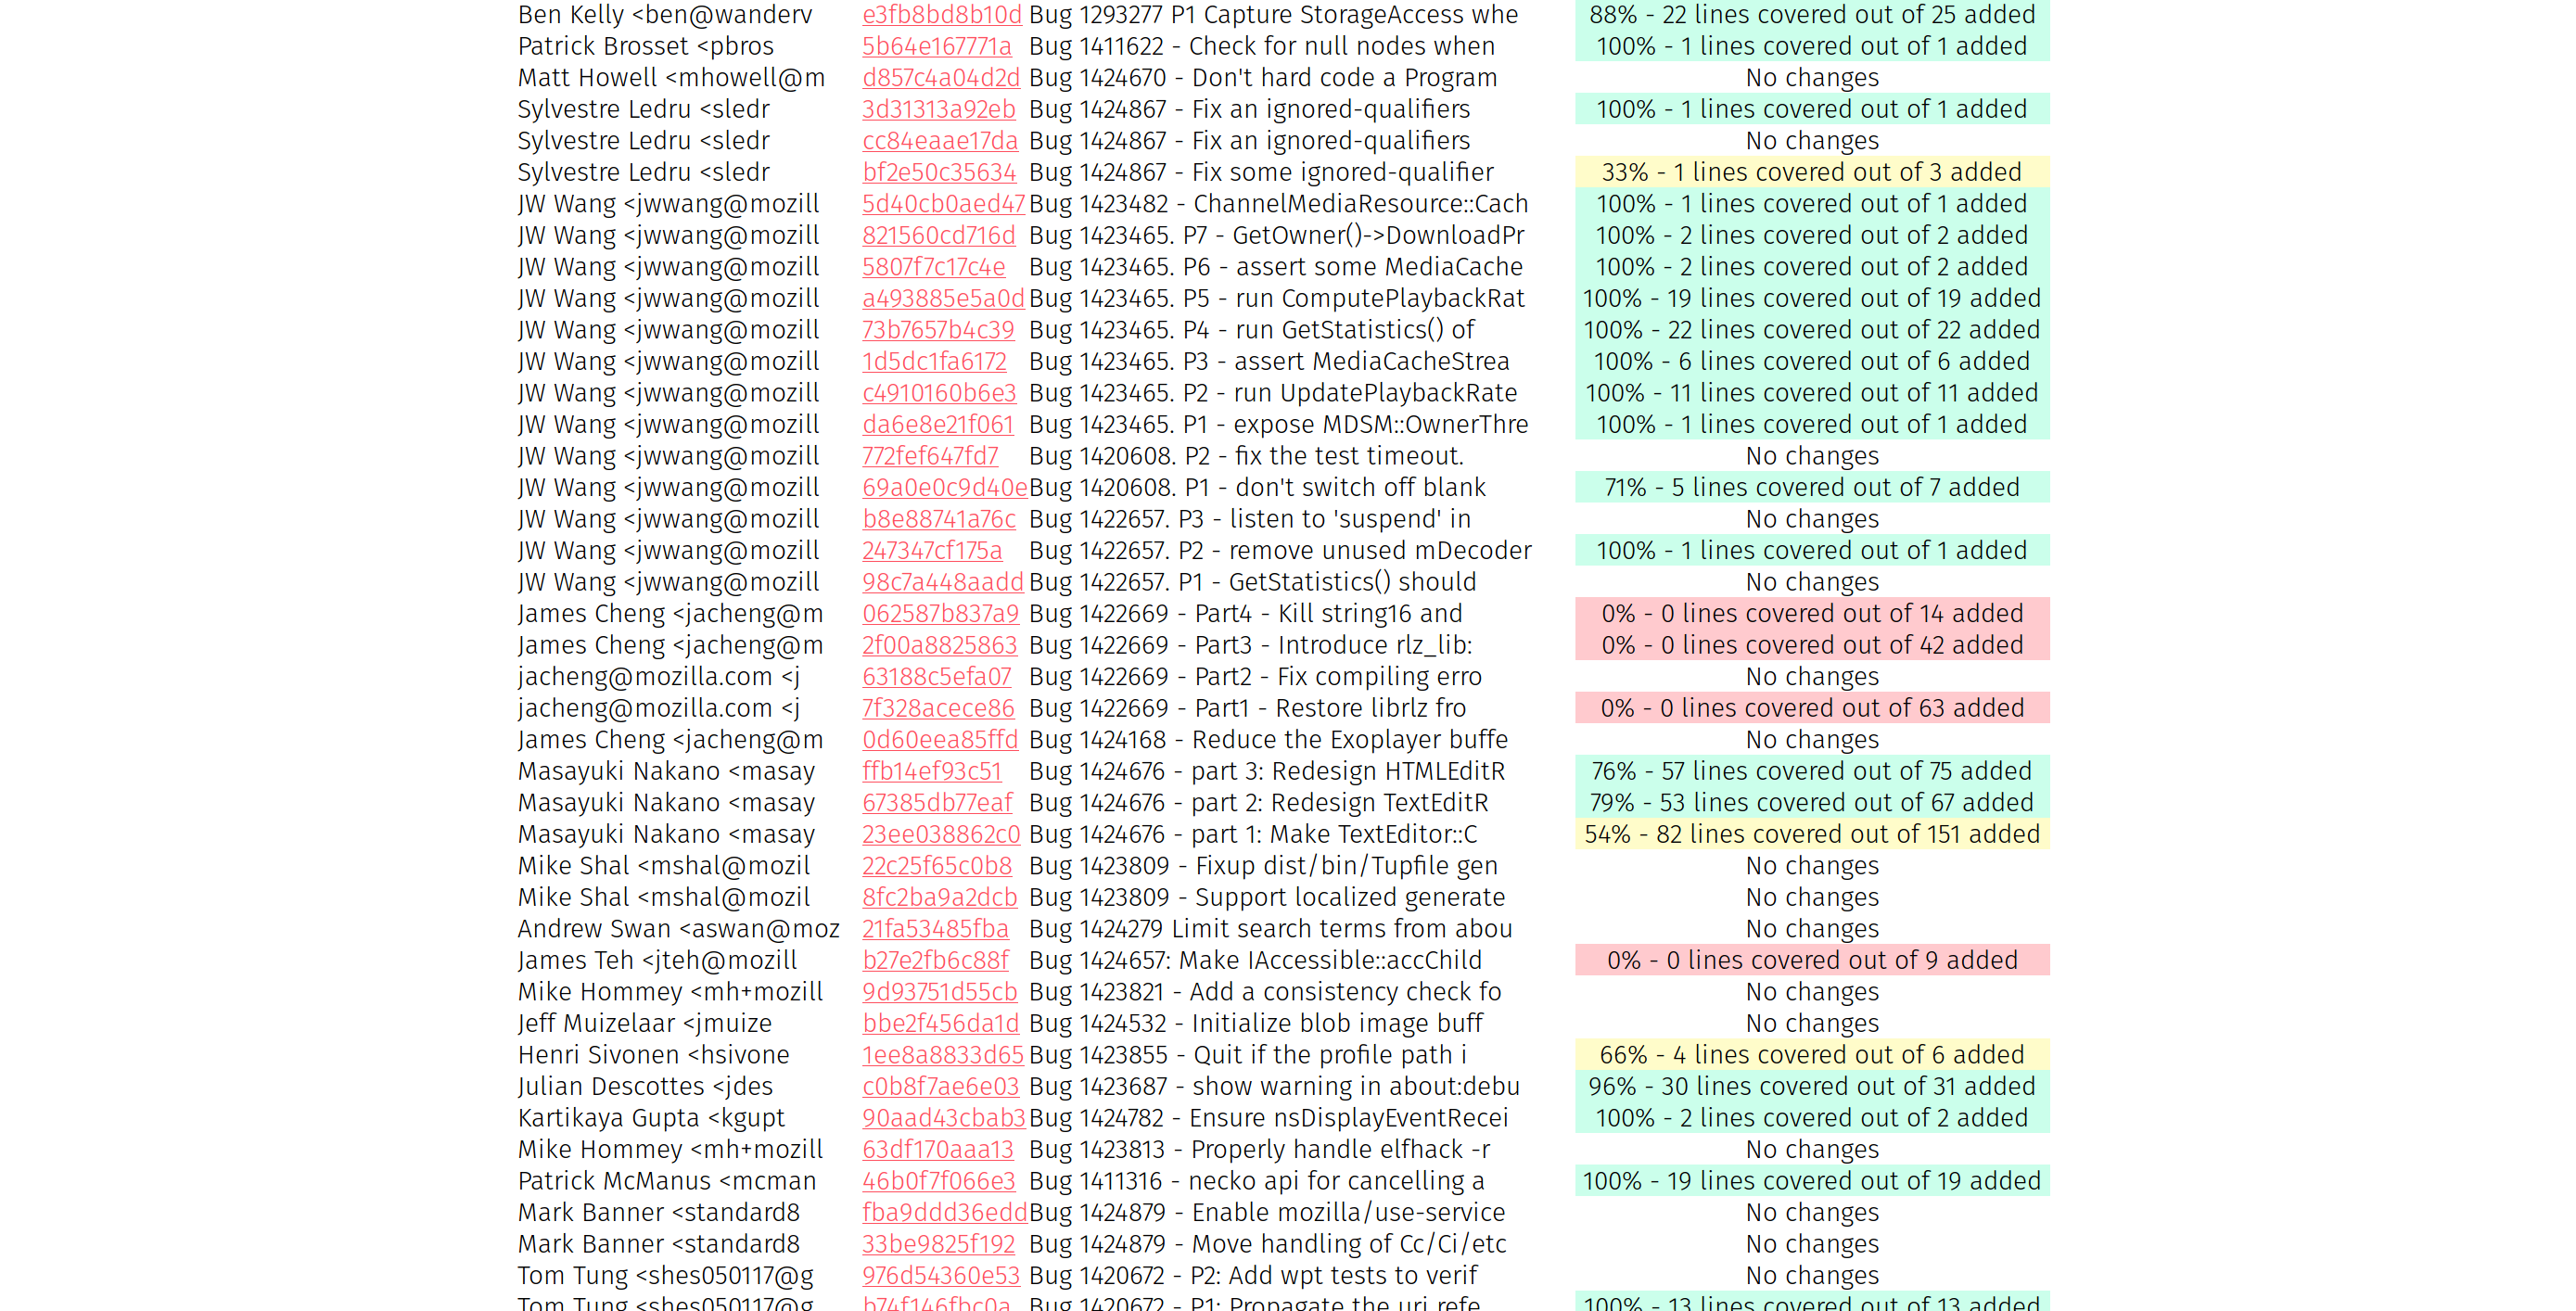 Ben Kelly <ben@wanderv e3fb8bd8b10d Bug 1293277 P1 Capture StorageAccess whe 88% - 22 lines covered out of 25 added
Patrick Brosset <pbros 5b64e167771a Bug 1411622 - Check for null nodes when 100% - 1 lines covered out of 1 added
Matt Howell <mhowell@m d857c4a04d2d Bug 1424670 - Don't hard code a Program No changes
Sylvestre Ledru <sledr 3d31313a92eb Bug 1424867 - Fix an ignored-qualifiers 100% - 1 lines covered out of 1 added
Sylvestre Ledru <sledr cc84eaae17da Bug 1424867 - Fix an ignored-qualifiers No changes
Sylvestre Ledru <sledr bf2e50c35634 Bug 1424867 - Fix some ignored-qualifier 33% - 1 lines covered out of 3 added
JW Wang <jwwang@mozill 5d40cb0aed47 Bug 1423482 - ChannelMediaResource::Cach 100% - 1 lines covered out of 1 added
JW Wang <jwwang@mozill 821560cd716d Bug 1423465. P7 - GetOwner()->DownloadPr 100% - 2 lines covered out of 2 added
JW Wang <jwwang@mozill 5807f7c17c4e Bug 1423465. P6 - assert some MediaCache 100% - 2 lines covered out of 2 added
JW Wang <jwwang@mozill a493885e5a0d Bug 1423465. P5 - run ComputePlaybackRat 100% - 19 lines covered out of 19 added
JW Wang <jwwang@mozill 73b7657b4c39 Bug 1423465. P4 - run GetStatistics() of 100% - 22 lines covered out of 22 added
JW Wang <jwwang@mozill 1d5dc1fa6172 Bug 1423465. P3 - assert MediaCacheStrea 100% - 6 lines covered out of 6 added
JW Wang <jwwang@mozill c4910160b6e3 Bug 1423465. P2 - run UpdatePlaybackRate 100% - 11 lines covered out of 11 added
JW Wang <jwwang@mozill da6e8e21f061 Bug 1423465. P1 - expose MDSM::OwnerThre 100% - 1 lines covered out of 1 added
JW Wang <jwwang@mozill 772fef647fd7 Bug 1420608. P2 - fix the test timeout. No changes
JW Wang <jwwang@mozill 69a0e0c9d40e Bug 1420608. P1 - don't switch off blank 71% - 5 lines covered out of 7 added
JW Wang <jwwang@mozill b8e88741a76c Bug 1422657. P3 - listen to 'suspend' in No changes
JW Wang <jwwang@mozill 247347cf175a Bug 1422657. P2 - remove unused mDecoder 100% - 1 lines covered out of 1 added
JW Wang <jwwang@mozill 98c7a448aadd Bug 1422657. P1 - GetStatistics() should No changes
James Cheng <jacheng@m 062587b837a9 Bug 1422669 - Part4 - Kill string16 and 0% - 0 lines covered out of 14 added
James Cheng <jacheng@m 2f00a8825863 Bug 1422669 - Part3 - Introduce rlz_lib: 0% - 0 lines covered out of 42 added
jacheng@mozilla.com <j 63188c5efa07 Bug 1422669 - Part2 - Fix compiling erro No changes
jacheng@mozilla.com <j 7f328acece86 Bug 1422669 - Part1 - Restore librlz fro 0% - 0 lines covered out of 63 added
James Cheng <jacheng@m 0d60eea85ffd Bug 1424168 - Reduce the Exoplayer buffe No changes
Masayuki Nakano <masay ffb14ef93c51 Bug 1424676 - part 3: Redesign HTMLEditR 76% - 57 lines covered out of 75 added
Masayuki Nakano <masay 67385db77eaf Bug 1424676 - part 2: Redesign TextEditR 79% - 53 lines covered out of 67 added
Masayuki Nakano <masay 23ee038862c0 Bug 1424676 - part 1: Make TextEditor::C 54% - 82 lines covered out of 151 added
Mike Shal <mshal@mozil 22c25f65c0b8 Bug 1423809 - Fixup dist/bin/Tupfile gen No changes
Mike Shal <mshal@mozil 8fc2ba9a2dcb Bug 1423809 - Support localized generate No changes
Andrew Swan <aswan@moz 21fa53485fba Bug 1424279 Limit search terms from abou No changes
James Teh <jteh@mozill b27e2fb6c88f Bug 1424657: Make IAccessible::accChild 0% - 0 lines covered out of 9 added
Mike Hommey <mh+mozill 9d93751d55cb Bug 1423821 - Add a consistency check fo No changes
Jeff Muizelaar <jmuize bbe2f456da1d Bug 1424532 - Initialize blob image buff No changes
Henri Sivonen <hsivone 1ee8a8833d65 Bug 1423855 - Quit if the profile path i 66% - 4 lines covered out of 6 added
Julian Descottes <jdes c0b8f7ae6e03 Bug 1423687 - show warning in about:debu 96% - 30 lines covered out of 31 added
Kartikaya Gupta <kgupt 90aad43cbab3 Bug 1424782 - Ensure nsDisplayEventRecei 100% - 2 lines covered out of 2 added
Mike Hommey <mh+mozill 63df170aaa13 Bug 1423813 - Properly handle elfhack -r No changes
Patrick McManus <mcman 46b0f7f066e3 Bug 1411316 - necko api for cancelling a 100% - 19 lines covered out of 19 added
Mark Banner <standard8 fba9ddd36edd Bug 1424879 - Enable mozilla/use-service No changes
Mark Banner <standard8 33be9825f192 Bug 1424879 - Move handling of Cc/Ci/etc No changes
Tom Tung <shes050117@g 976d54360e53 Bug 1420672 - P2: Add wpt tests to verif No changes
Tom Tung <shes050117@g b74f146fbc0a Bug 1420672 - P1: Propagate the uri refe 100% - 13 lines covered out of 13 added